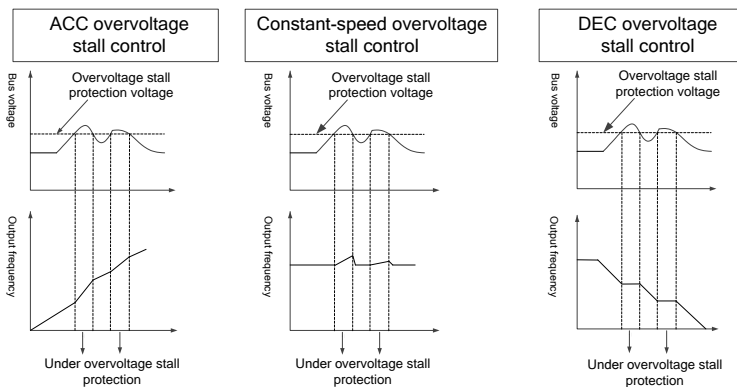 ACC overvoltage
stall control
Bus voltage
Overvoltage stall
protection voltage
Output frequency
Under overvoltage stall
protection
Constant-speed overvoltage
stall control
Bus voltage
Overvoltage stall
protection voltage
Output frequency
Under overvoltage stall
protection
DEC overvoltage
stall control
Bus voltage
Overvoltage stall
protection voltage
Output frequency
Under overvoltage stall
protection